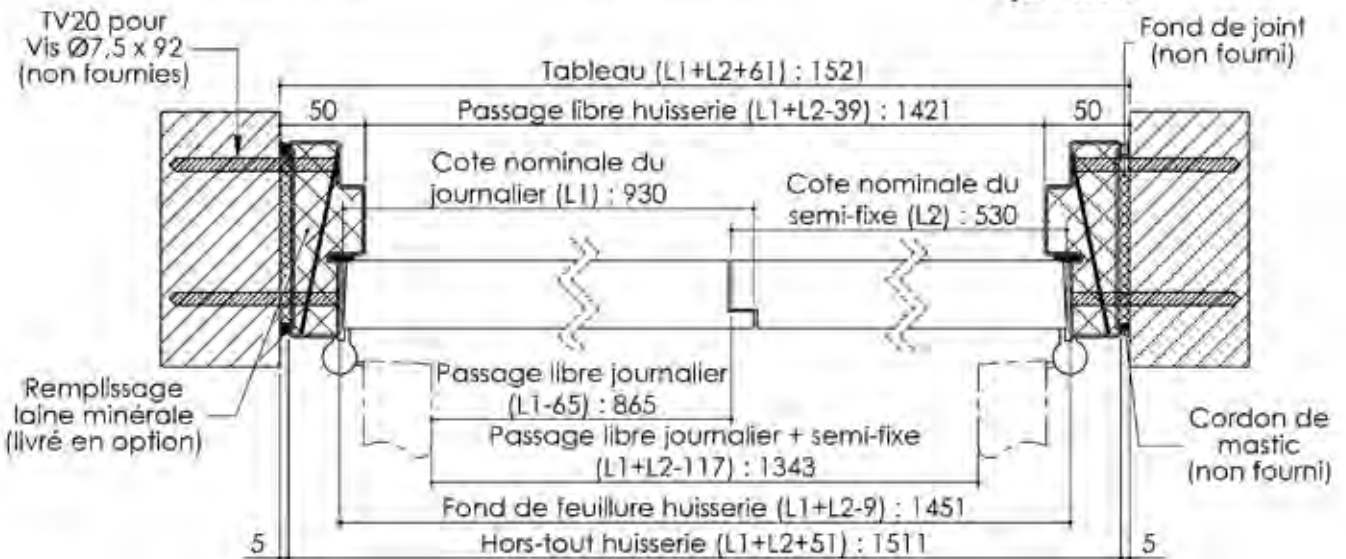 TV20 pour
Vis Ø7,5 x 92
(non fournies)
Fond de joint
(non fourni)
Tableau (L1+L2+61) : 1521
50
Passage libre huisserie (L1+L2-39) : 1421
50
Cote nominale du
journalier (L1) : 930
Cote nominale du
semi-fixe (L2) : 530
Passage libre journalier
(L1-65) : 865
Remplissage
laine minérale
(livré en option)
Passage libre journalier + semi-fixe
(L1+L2-117) : 1343
Cordon de
mastic
(non fourni)
Fond de feuillure huisserie (L1+L2-9) : 1451
5
Hors-tout huisserie (L1+L2+51) : 1511
5